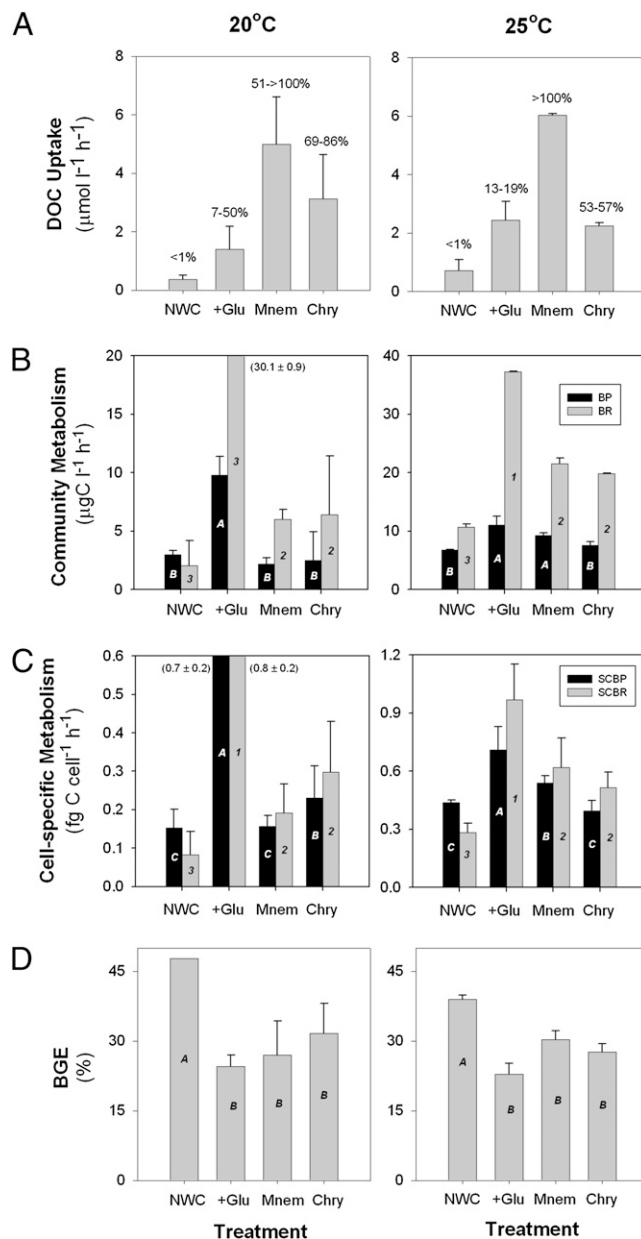 20°C
25°C
A
DOC Uptake
(µmol l⁻¹ h⁻¹)
8
6
4
2
0
<1%
7-50%
51->100%
69-86%
NWC +Glu Mnem Chry
8
6
4
2
0
<1%
13-19%
>100%
53-57%
NWC +Glu Mnem Chry
B
Community Metabolism
(µgC l⁻¹ h⁻¹)
20
15
10
5
0
(30.1 ± 0.9)
B 3 A 3 B 2 B 2
NWC +Glu Mnem Chry
40
30
20
10
0
BP
BR
B 3 A 1 A 2 B 2
NWC +Glu Mnem Chry
C
Cell-specific Metabolism
(fg C cell⁻¹ h⁻¹)
0.6
0.5
0.4
0.3
0.2
0.1
0.0
(0.7 ± 0.2)
(0.8 ± 0.2)
C 3 A 1 C 2 B 2
NWC +Glu Mnem Chry
1.2
0.9
0.6
0.3
0.0
SCBP
SCBR
C 3 A 1 B 2 C 2
NWC +Glu Mnem Chry
D
BGE
(%)
45
30
15
0
A B B B
NWC +Glu Mnem Chry
Treatment
45
30
15
0
A B B B
NWC +Glu Mnem Chry
Treatment